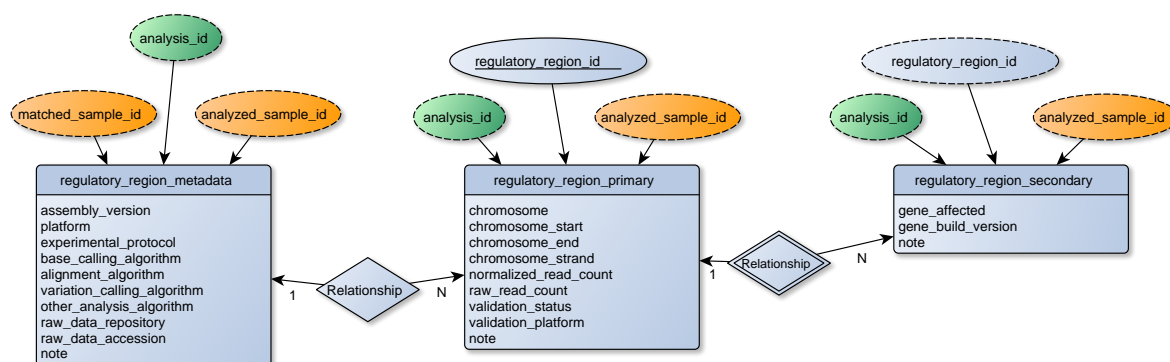 analysis_id
matched_sample_id
analyzed_sample_id
regulatory_region_metadata
assembly_version
platform
experimental_protocol
base_calling_algorithm
alignment_algorithm
variation_calling_algorithm
other_analysis_algorithm
raw_data_repository
raw_data_accession
note
1
Relationship
N
regulatory_region_id
analysis_id
analyzed_sample_id
regulatory_region_primary
chromosome
chromosome_start
chromosome_end
chromosome_strand
normalized_read_count
raw_read_count
validation_status
validation_platform
note
1
Relationship
N
regulatory_region_id
analysis_id
analyzed_sample_id
regulatory_region_secondary
gene_affected
gene_build_version
note